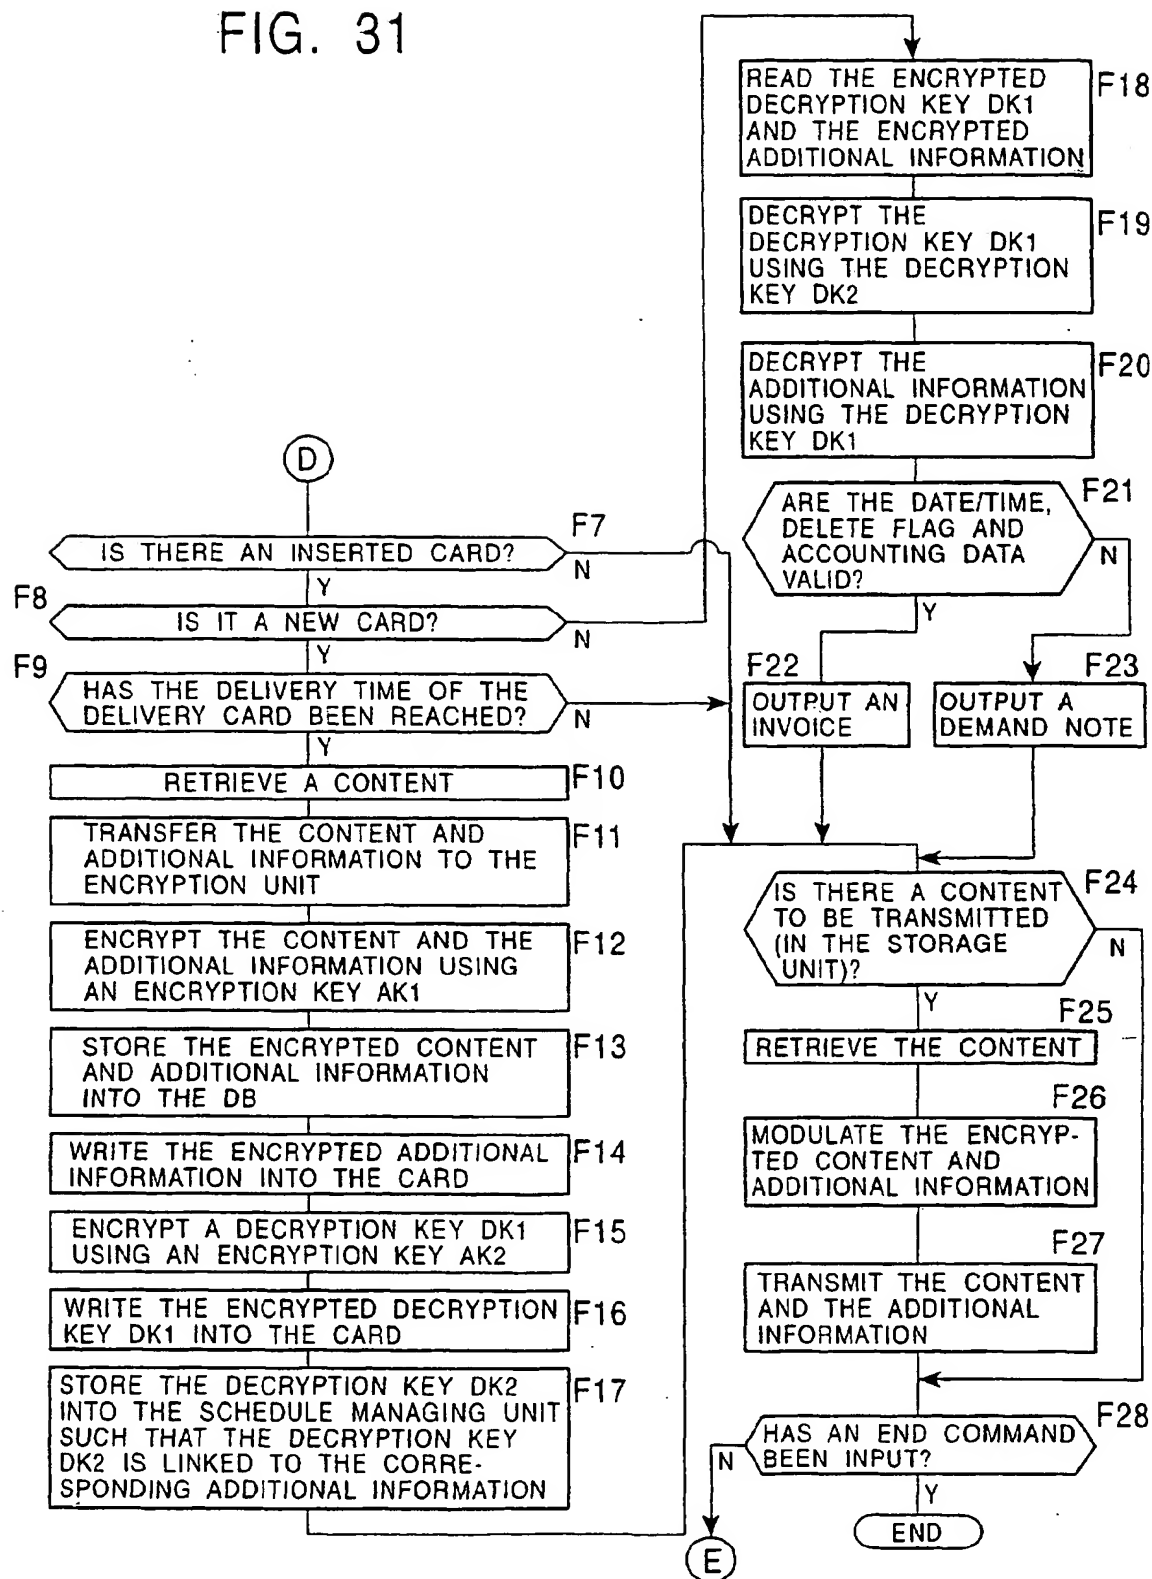 FIG. 31
D
IS THERE AN INSERTED CARD?
F7
N
Y
F8
IS IT A NEW CARD?
N
Y
F9
HAS THE DELIVERY TIME OF THE
DELIVERY CARD BEEN REACHED?
N
Y
RETRIEVE A CONTENT
F10
TRANSFER THE CONTENT AND
ADDITIONAL INFORMATION TO THE
ENCRYPTION UNIT
F11
ENCRYPT THE CONTENT AND THE
ADDITIONAL INFORMATION USING
AN ENCRYPTION KEY AK1
F12
STORE THE ENCRYPTED CONTENT
AND ADDITIONAL INFORMATION
INTO THE DB
F13
WRITE THE ENCRYPTED ADDITIONAL
INFORMATION INTO THE CARD
F14
ENCRYPT A DECRYPTION KEY DK1
USING AN ENCRYPTION KEY AK2
F15
WRITE THE ENCRYPTED DECRYPTION
KEY DK1 INTO THE CARD
F16
STORE THE DECRYPTION KEY DK2
INTO THE SCHEDULE MANAGING UNIT
SUCH THAT THE DECRYPTION KEY
DK2 IS LINKED TO THE CORRE-
SPONDING ADDITIONAL INFORMATION
F17
READ THE ENCRYPTED
DECRYPTION KEY DK1
AND THE ENCRYPTED
ADDITIONAL INFORMATION
F18
DECRYPT THE
DECRYPTION KEY DK1
USING THE DECRYPTION
KEY DK2
F19
DECRYPT THE
ADDITIONAL INFORMATION
USING THE DECRYPTION
KEY DK1
F20
ARE THE DATE/TIME,
DELETE FLAG AND
ACCOUNTING DATA
VALID?
F21
N
Y
F22
OUTPUT AN
INVOICE
F23
OUTPUT A
DEMAND NOTE
IS THERE A CONTENT
TO BE TRANSMITTED
(IN THE STORAGE
UNIT)?
F24
N
Y
F25
RETRIEVE THE CONTENT
F26
MODULATE THE ENCRYP-
TED CONTENT AND
ADDITIONAL INFORMATION
F27
TRANSMIT THE CONTENT
AND THE ADDITIONAL
INFORMATION
HAS AN END COMMAND
BEEN INPUT?
F28
N
Y
END
E